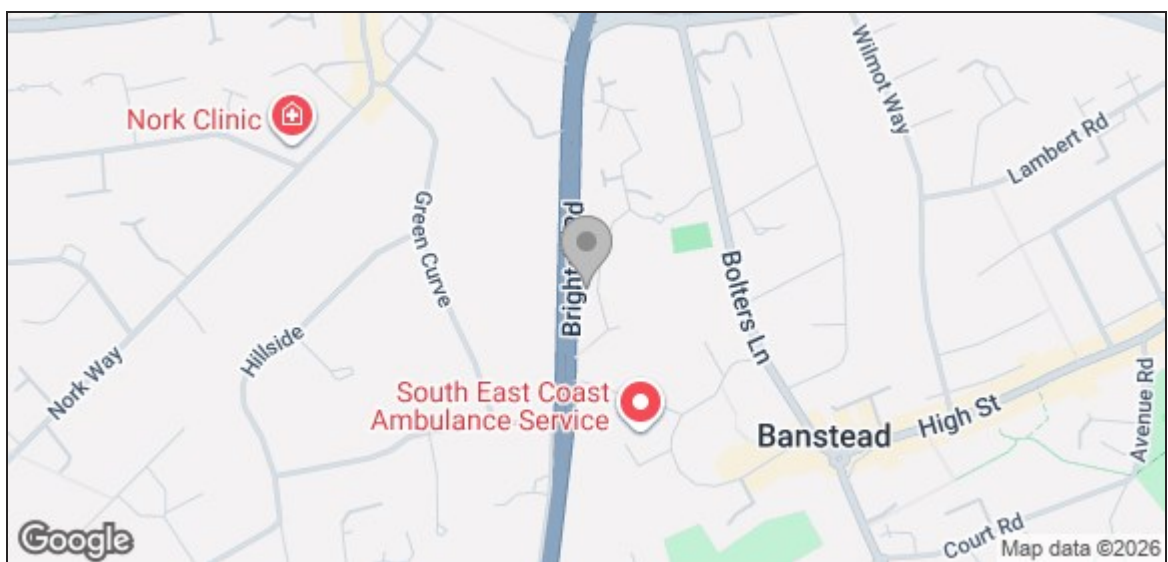 Nork Clinic
Wilmot Way
Lambert Rd
Green Curve
Bolters Ln
Hillside
Nork Way
South East Coast
Ambulance Service
Banstead
High St
Avenue Rd
Court Rd
Google
Map data ©2026